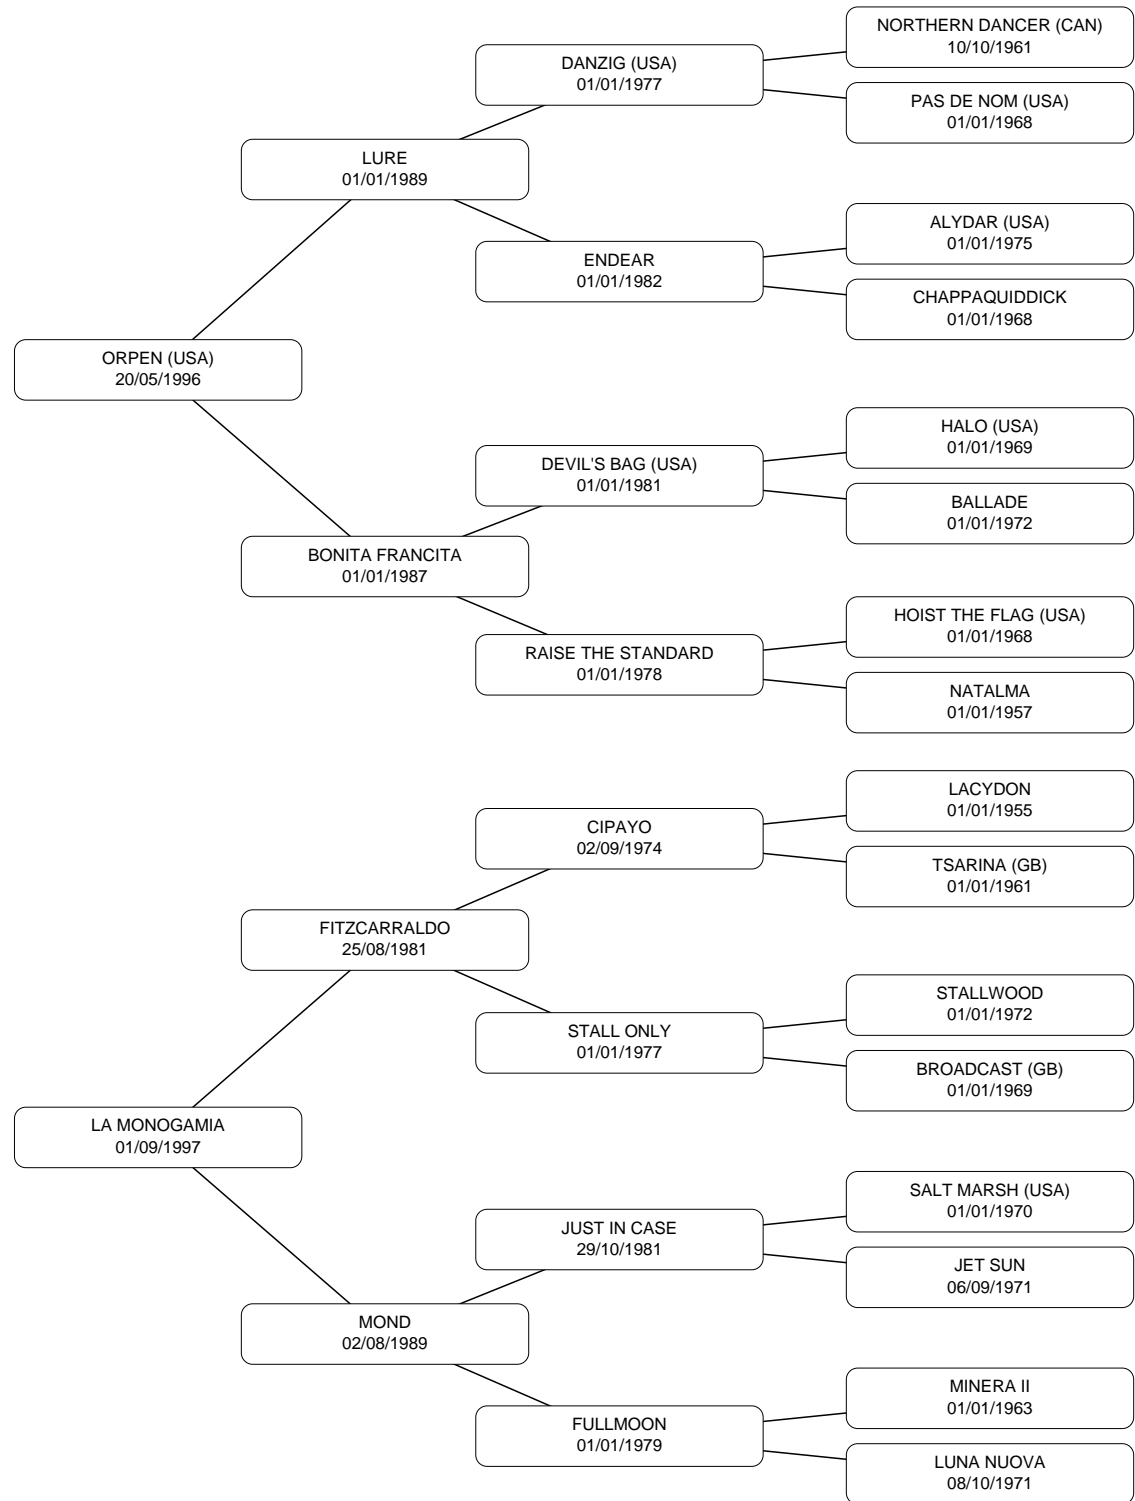 NORTHERN DANCER (CAN)
10/10/1961
DANZIG (USA)
01/01/1977
PAS DE NOM (USA)
01/01/1968
LURE
01/01/1989
ALYDAR (USA)
01/01/1975
ENDEAR
01/01/1982
CHAPPAQUIDDICK
01/01/1968
ORPEN (USA)
20/05/1996
HALO (USA)
01/01/1969
DEVIL'S BAG (USA)
01/01/1981
BALLADE
01/01/1972
BONITA FRANCITA
01/01/1987
HOIST THE FLAG (USA)
01/01/1968
RAISE THE STANDARD
01/01/1978
NATALMA
01/01/1957
LACYDON
01/01/1955
CIPAYO
02/09/1974
TSARINA (GB)
01/01/1961
FITZCARRALDO
25/08/1981
STALLWOOD
01/01/1972
STALL ONLY
01/01/1977
BROADCAST (GB)
01/01/1969
LA MONOGAMIA
01/09/1997
SALT MARSH (USA)
01/01/1970
JUST IN CASE
29/10/1981
JET SUN
06/09/1971
MOND
02/08/1989
MINERA II
01/01/1963
FULLMOON
01/01/1979
LUNA NUOVA
08/10/1971